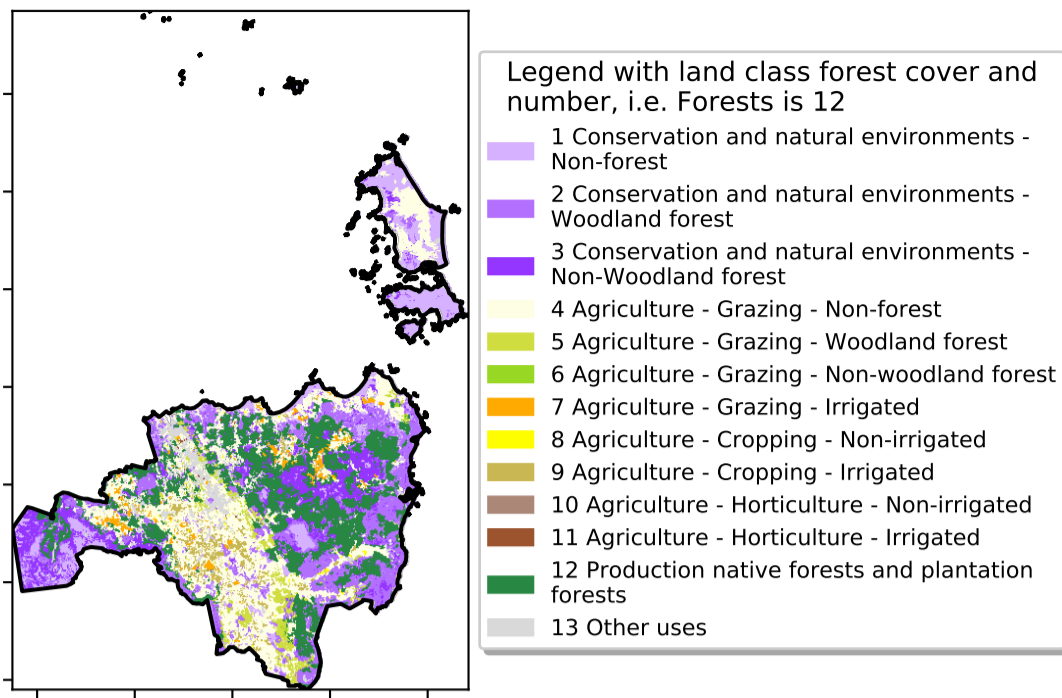 Legend with land class forest cover and
number, i.e. Forests is 12
1 Conservation and natural environments -
Non-forest
2 Conservation and natural environments -
Woodland forest
3 Conservation and natural environments -
Non-Woodland forest
4 Agriculture - Grazing - Non-forest
5 Agriculture - Grazing - Woodland forest
6 Agriculture - Grazing - Non-woodland forest
7 Agriculture - Grazing - Irrigated
8 Agriculture - Cropping - Non-irrigated
9 Agriculture - Cropping - Irrigated
10 Agriculture - Horticulture - Non-irrigated
11 Agriculture - Horticulture - Irrigated
12 Production native forests and plantation
forests
13 Other uses